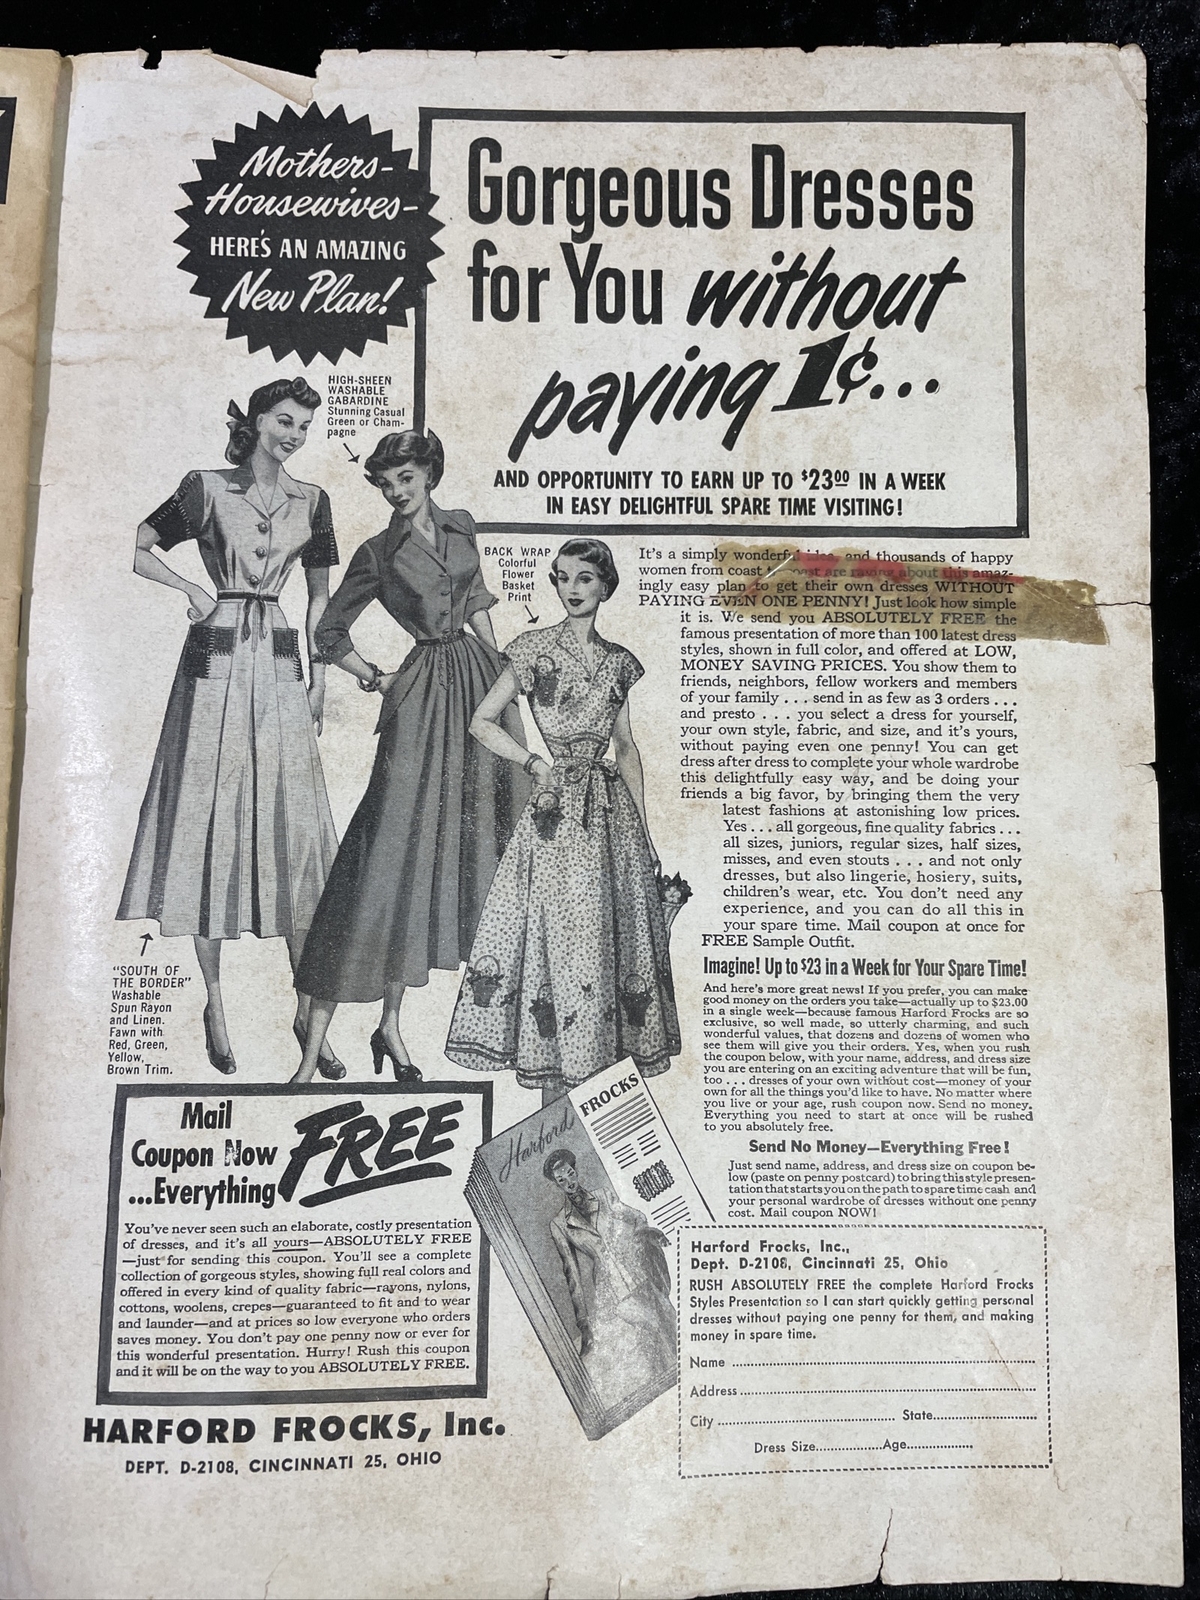 Mothers-
Housewives-
HERE'S AN AMAZING
New Plan!
Gorgeous Dresses
for You without
paying 1¢...
AND OPPORTUNITY TO EARN UP TO $23.00 IN A WEEK
IN EASY DELIGHTFUL SPARE TIME VISITING!
HIGH-SHEEN
WASHABLE
GABARDINE
Stunning Casual
Green or Cham-
pagne
BACK WRAP
Colorful
Flower
Basket
Print
"SOUTH OF
THE BORDER"
Washable
Spun Rayon
and Linen.
Fawn with
Red, Green,
Yellow,
Brown Trim.
It's a simply wonderful idea, and thousands of happy
women from coast to coast are raving about this amaz-
ingly easy plan to get their own dresses WITHOUT
PAYING EVEN ONE PENNY! Just look how simple
it is. We send you ABSOLUTELY FREE the
famous presentation of more than 100 latest dress
styles, shown in full color, and offered at LOW,
MONEY SAVING PRICES. You show them to
friends, neighbors, fellow workers and members
of your family . . . send in as few as 3 orders . . .
and presto . . . you select a dress for yourself,
your own style, fabric, and size, and it's yours,
without paying even one penny! You can get
dress after dress to complete your whole wardrobe
this delightfully easy way, and be doing your
friends a big favor, by bringing them the very
latest fashions at astonishing low prices.
Yes . . . all gorgeous, fine quality fabrics . . .
all sizes, juniors, regular sizes, half sizes,
misses, and even stouts . . . and not only
dresses, but also lingerie, hosiery, suits,
children's wear, etc. You don't need any
experience, and you can do all this in
your spare time. Mail coupon at once for
FREE Sample Outfit.
Imagine! Up to $23 in a Week for Your Spare Time!
And here's more great news! If you prefer, you can make
good money on the orders you take—actually up to $23.00
in a single week—because famous Harford Frocks are so
exclusive, so well made, so utterly charming, and such
wonderful values, that dozens and dozens of women who
see them will give you their orders. Yes, when you rush
the coupon below, with your name, address, and dress size
you are entering on an exciting adventure that will be fun,
too . . . dresses of your own without cost—money of your
own for all the things you'd like to have. No matter where
you live or your age, rush coupon now. Send no money.
Everything you need to start at once will be rushed
to you absolutely free.
Send No Money—Everything Free!
Just send name, address, and dress size on coupon be-
low (paste on penny postcard) to bring this style presen-
tation that starts you on the path to spare time cash and
your personal wardrobe of dresses without one penny
cost. Mail coupon NOW!
Mail
Coupon Now
...Everything
FREE
You've never seen such an elaborate, costly presentation
of dresses, and it's all yours—ABSOLUTELY FREE
—just for sending this coupon. You'll see a complete
collection of gorgeous styles, showing full real colors and
offered in every kind of quality fabric—rayons, nylons,
cottons, woolens, crepes—guaranteed to fit and to wear
and launder—and at prices so low everyone who orders
saves money. You don't pay one penny now or ever for
this wonderful presentation. Hurry! Rush this coupon
and it will be on the way to you ABSOLUTELY FREE.
HARFORD FROCKS, Inc.
DEPT. D-2108, CINCINNATI 25, OHIO
Harford
FROCKS
Harford Frocks, Inc.,
Dept. D-2108, Cincinnati 25, Ohio
RUSH ABSOLUTELY FREE the complete Harford Frocks
Styles Presentation so I can start quickly getting personal
dresses without paying one penny for them, and making
money in spare time.
Name
Address
City State
Dress Size Age